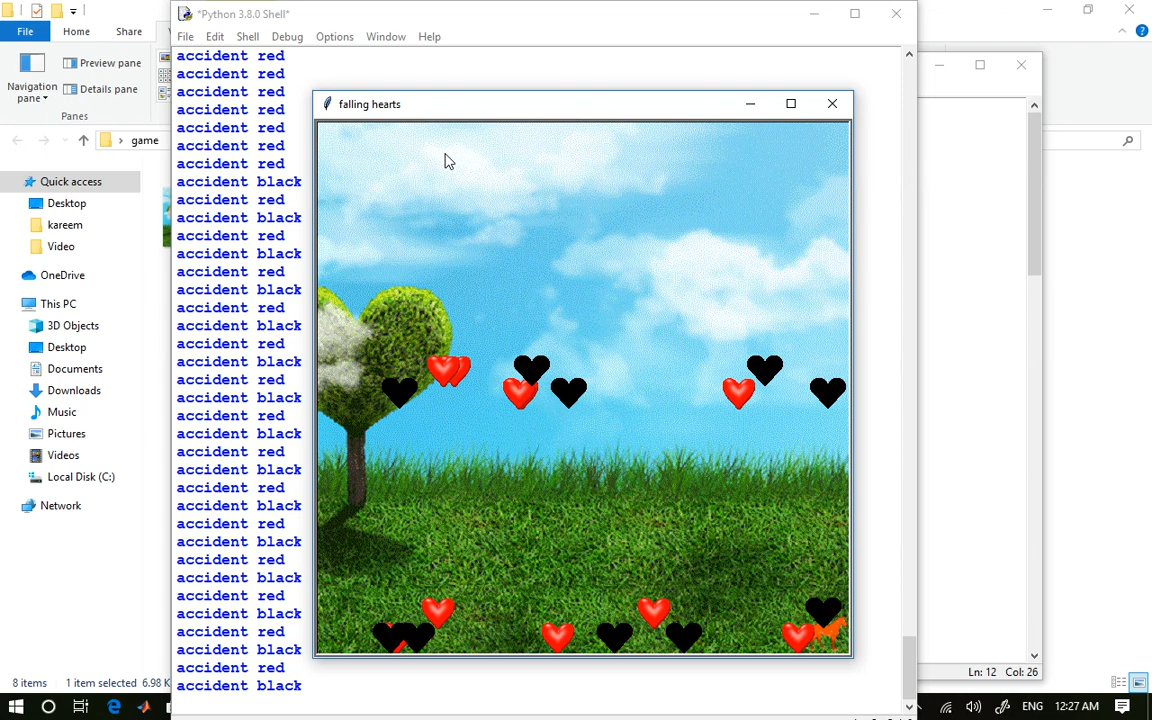 *Python 3.8.0 Shell*
File Home Share
File Edit Shell Debug Options Window Help
Navigation pane
Preview pane
Details pane
Panes
game
Quick access
Desktop
kareem
Video
OneDrive
This PC
3D Objects
Desktop
Documents
Downloads
Music
Pictures
Videos
Local Disk (C:)
Network
8 items 1 item selected 6.98 K
accident red
accident red
accident red
accident red
accident red
accident red
accident red
accident black
accident red
accident black
accident red
accident black
accident red
accident black
accident red
accident black
accident red
accident black
accident red
accident black
accident red
accident black
accident red
accident black
accident red
accident black
accident red
accident black
accident red
accident black
accident red
accident black
accident red
accident black
accident red
accident black
falling hearts
Ln: 12 Col: 26
ENG 12:27 AM